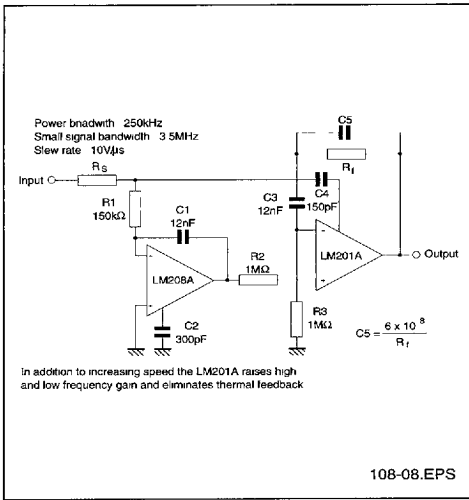 Power bnadwith 250kHz
Small signal bandwidth 3 5MHz
Slew rate 10V/µs
C5
Input
RS
Rf
R1
150kΩ
C1
12nF
C3
12nF
C4
150pF
LM208A
R2
1MΩ
LM201A
Output
C2
300pF
R3
1MΩ
C5 = 6 x 10 8
Rf
In addition to increasing speed the LM201A raises high
and low frequency gain and eliminates thermal feedback
108-08.EPS